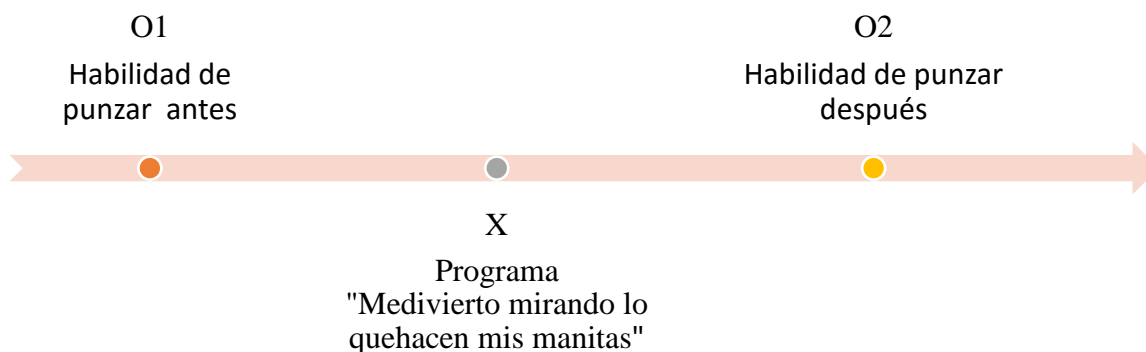 O1
Habilidad de
punzar antes
O2
Habilidad de punzar
después
X
Programa
"Medivierto mirando lo
quehacen mis manitas"